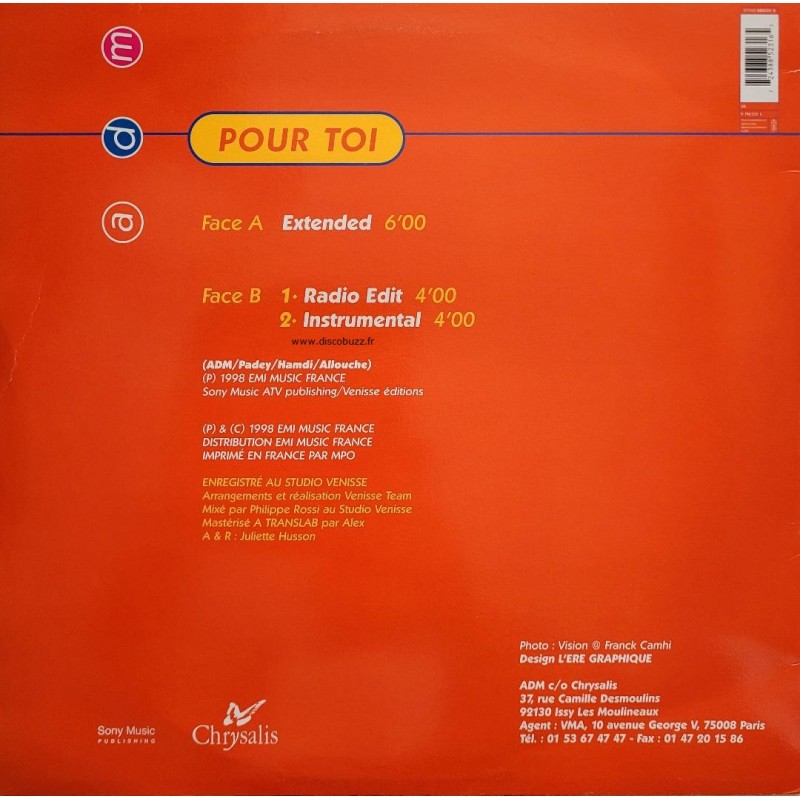 m
d
a
POUR TOI
Face A Extended 6'00
Face B 1• Radio Edit 4'00
2• Instrumental 4'00
www.discobuzz.fr
(ADM/Padey/Hamdi/Allouche)
(P) 1998 EMI MUSIC FRANCE
Sony Music ATV publishing/Venisse éditions
(P) & (C) 1998 EMI MUSIC FRANCE
DISTRIBUTION EMI MUSIC FRANCE
IMPRIMÉ EN FRANCE PAR MPO
ENREGISTRÉ AU STUDIO VENISSE
Arrangements et réalisation Venisse Team
Mixé par Philippe Rossi au Studio Venisse
Mastérisé A TRANSLAB par Alex
A & R : Juliette Husson
Photo : Vision @ Franck Camhi
Design L'ERE GRAPHIQUE
ADM c/o Chrysalis
37, rue Camille Desmoulins
92130 Issy Les Moulineaux
Agent : VMA, 10 avenue George V, 75008 Paris
Tél. : 01 53 67 47 47 - Fax : 01 47 20 15 86
Sony Music
PUBLISHING
Chrysalis